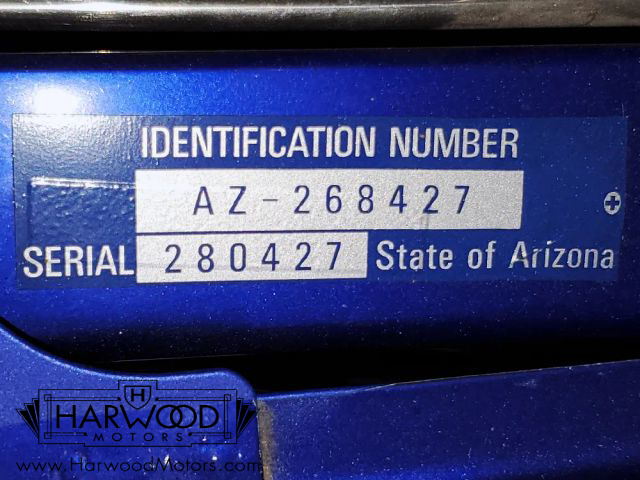 IDENTIFICATION NUMBER
AZ-268427
SERIAL 280427 State of Arizona
H
HARWOOD
MOTORS
www.HarwoodMotors.com